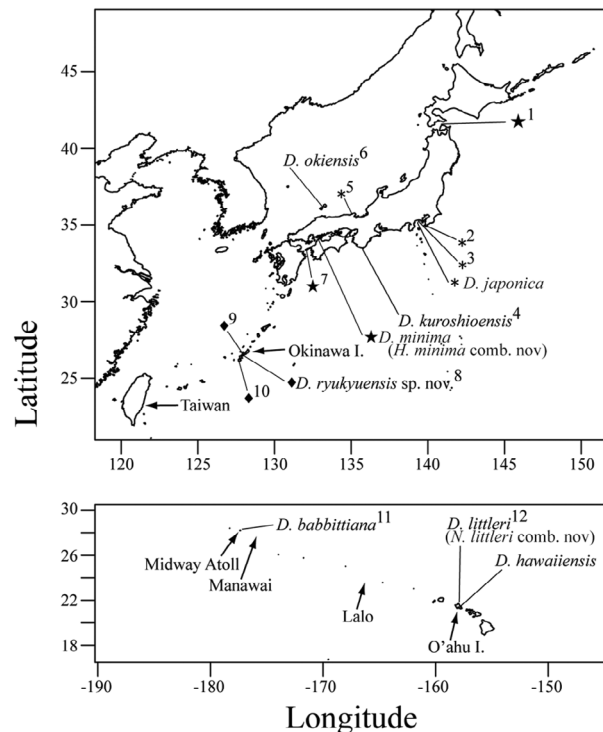 45
40
35
30
25
120 125 130 135 140 145 150
Latitude
1
D. okiensis6
*5
*2
*3
* D. japonica
7
D. kuroshioensis4
D. minima
(H. minima comb. nov)
9
Okinawa I.
10
D. ryukyuensis sp. nov.8
Taiwan
30
28
26
22
18
-190 -180 -170 -160 -150
Longitude
D. babbittiana11
Midway Atoll
Manawai
Lalo
D. littleri12
(N. littleri comb. nov)
D. hawaiiensis
O'ahu I.